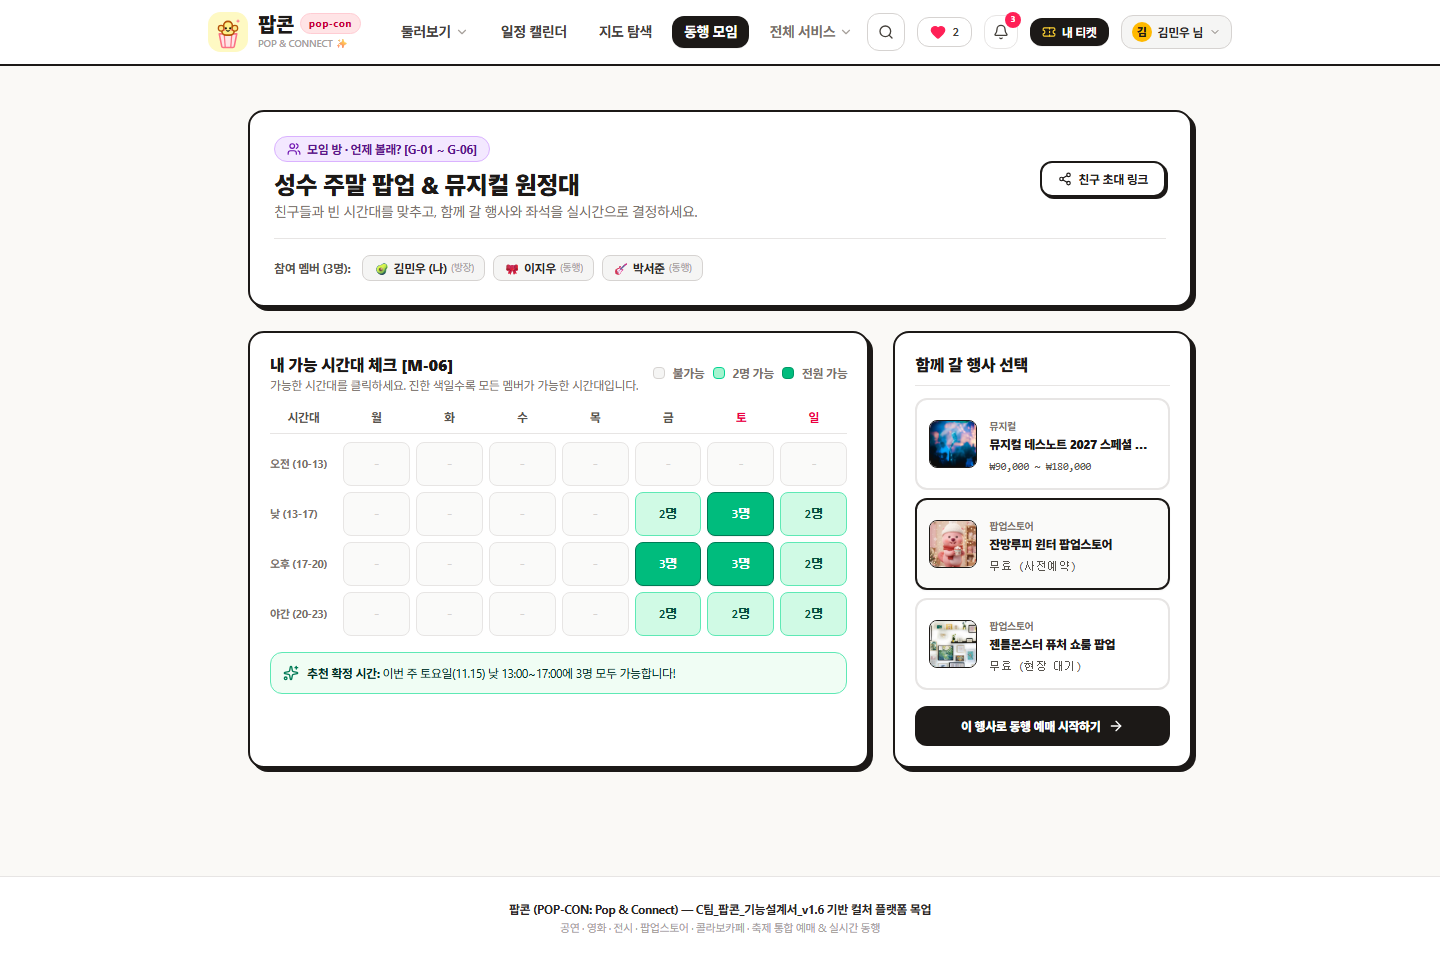 팝콘 pop-con
POP & CONNECT ✨
둘러보기 일정 캘린더 지도 탐색 동행 모임 전체 서비스 2 3 내 티켓 김 김민우 님
모임 방 · 언제 볼래? [G-01 ~ G-06]
성수 주말 팝업 & 뮤지컬 원정대
친구들과 빈 시간대를 맞추고, 함께 갈 행사와 좌석을 실시간으로 결정하세요.
친구 초대 링크
참여 멤버 (3명): 김민우 (나) (방장) 이지우 (동행) 박서준 (동행)
내 가능 시간대 체크 [M-06]
가능한 시간대를 클릭하세요. 진한 색일수록 모든 멤버가 가능한 시간대입니다.
불가능 2명 가능 전원 가능
시간대 월 화 수 목 금 토 일
오전 (10-13) - - - - - - -
낮 (13-17) - - - - 2명 3명 2명
오후 (17-20) - - - - 3명 3명 2명
야간 (20-23) - - - - 2명 2명 2명
추천 확정 시간: 이번 주 토요일(11.15) 낮 13:00~17:00에 3명 모두 가능합니다!
함께 갈 행사 선택
뮤지컬
뮤지컬 데스노트 2027 스페셜 ...
₩90,000 ~ ₩180,000
팝업스토어
잔망루피 윈터 팝업스토어
무료 (사전예약)
팝업스토어
젠틀몬스터 퓨처 쇼룸 팝업
무료 (현장 대기)
이 행사로 동행 예매 시작하기 →
팝콘 (POP-CON: Pop & Connect) — C팀_팝콘_기능설계서_v1.6 기반 컬처 플랫폼 목업
공연 · 영화 · 전시 · 팝업스토어 · 콜라보카페 · 축제 통합 예매 & 실시간 동행